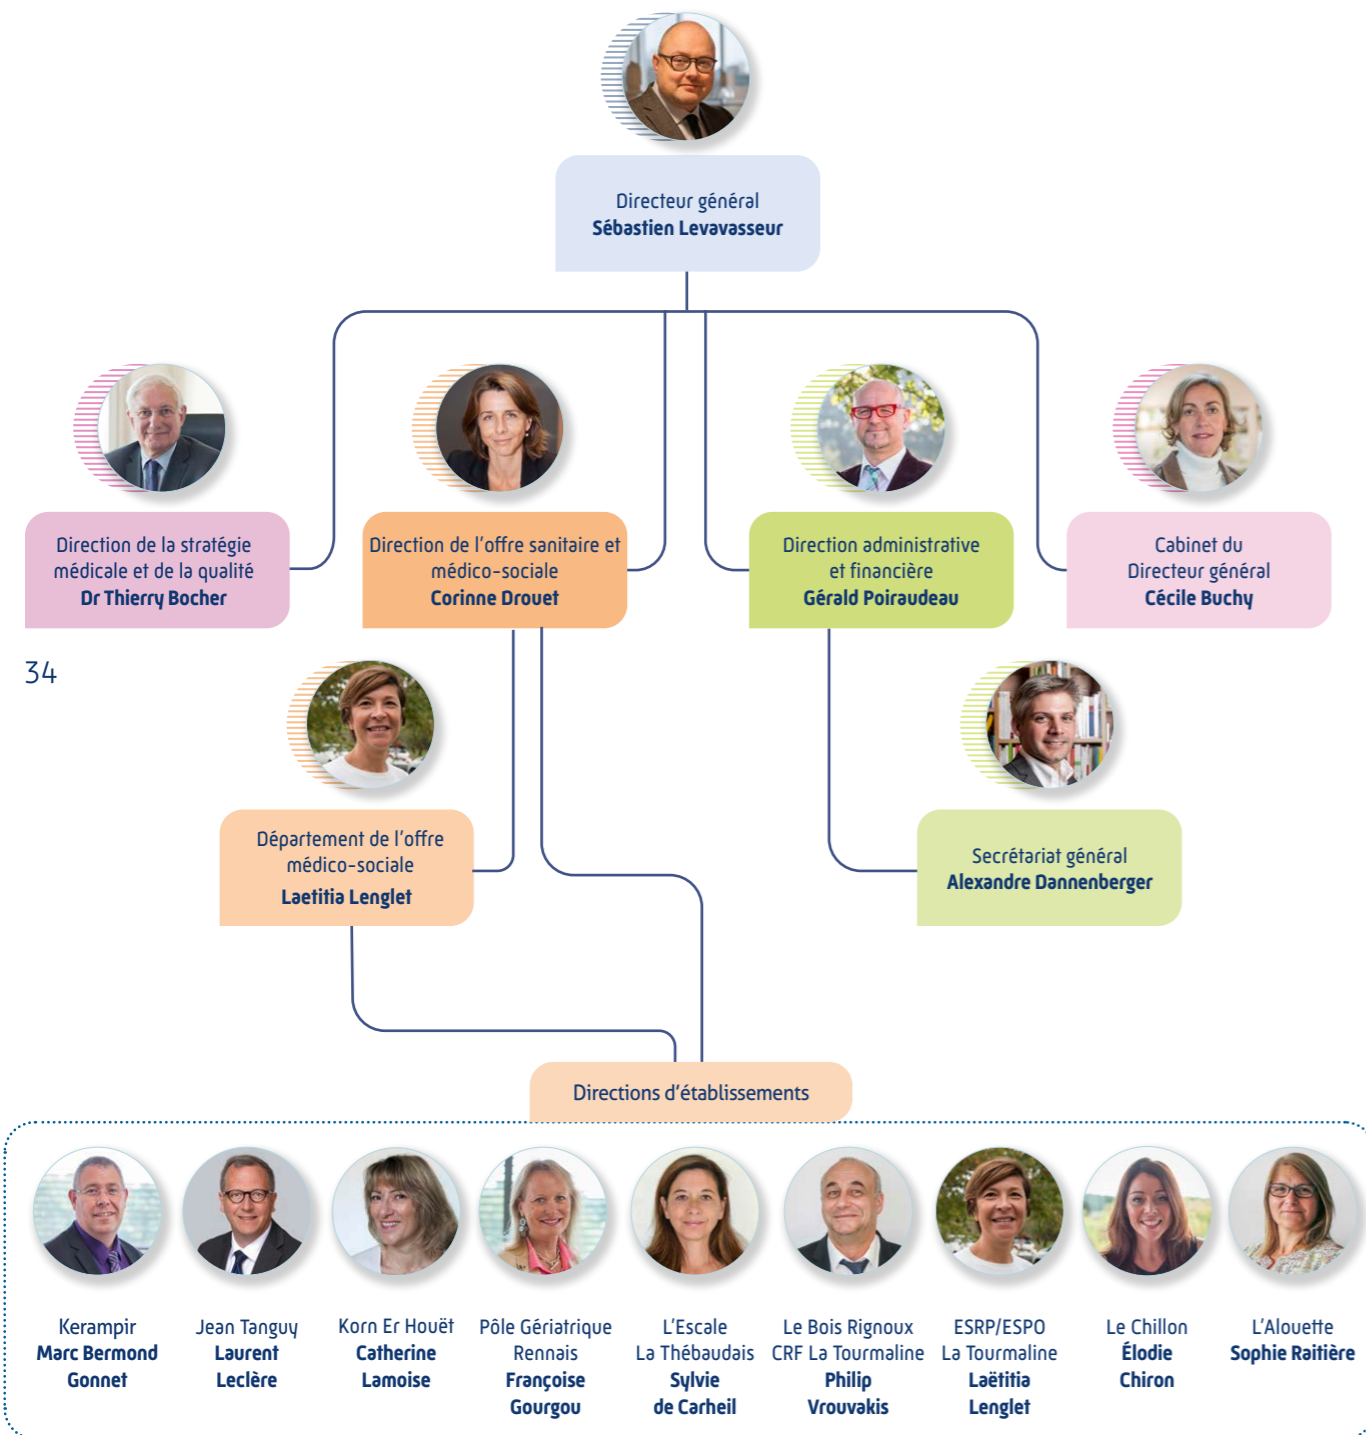 Directeur général
Sébastien Levavasseur
Direction de la stratégie
médicale et de la qualité
Dr Thierry Bocher
Direction de l'offre sanitaire et
médico-sociale
Corinne Drouet
Direction administrative
et financière
Gérald Poiraudeau
Cabinet du
Directeur général
Cécile Buchy
34
Département de l'offre
médico-sociale
Laetitia Lenglet
Secrétariat général
Alexandre Dannenberger
Directions d'établissements
Kerampir
Marc Bermond
Gonnet
Jean Tanguy
Laurent
Leclère
Korn Er Houët
Catherine
Lamoise
Pôle Gériatrique
Rennais
Françoise
Gourgou
L'Escale
La Thébaudais
Sylvie
de Carheil
Le Bois Rignoux
CRF La Tourmaline
Philip
Vrouvakis
ESRP/ESPO
La Tourmaline
Laëtitia
Lenglet
Le Chillon
Élodie
Chiron
L'Alouette
Sophie Raitière